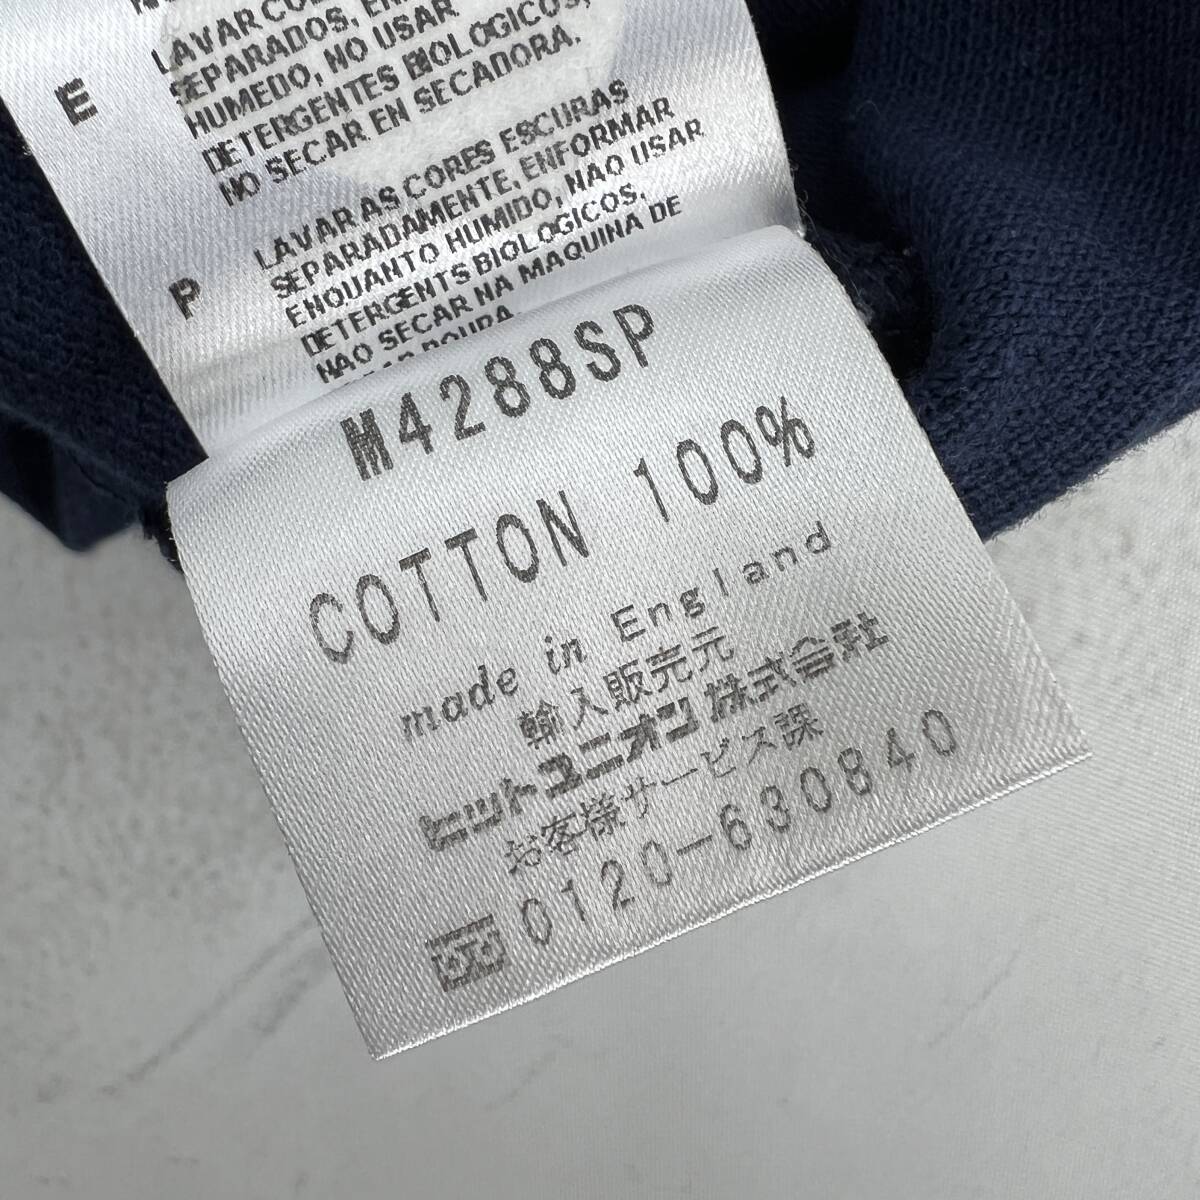 LAVAR
SEPARADOS,
HUMEDO, NO USAR
DETERGENTES BIOLOGICOS,
NO SECAR EN SECADORA.
E
LAVAR AS CORES ESCURAS
SEPARADAMENTE, ENFORMAR
ENQUANTO HUMIDO, NAO USAR
DETERGENTS BIOLOGICOS.
NAO SECAR NA MAQUINA DE
P
M4288SP
COTTON 100%
made in England
輸入販売元
ヒットユニオン株式会社
お客様サービス課
0120-630840